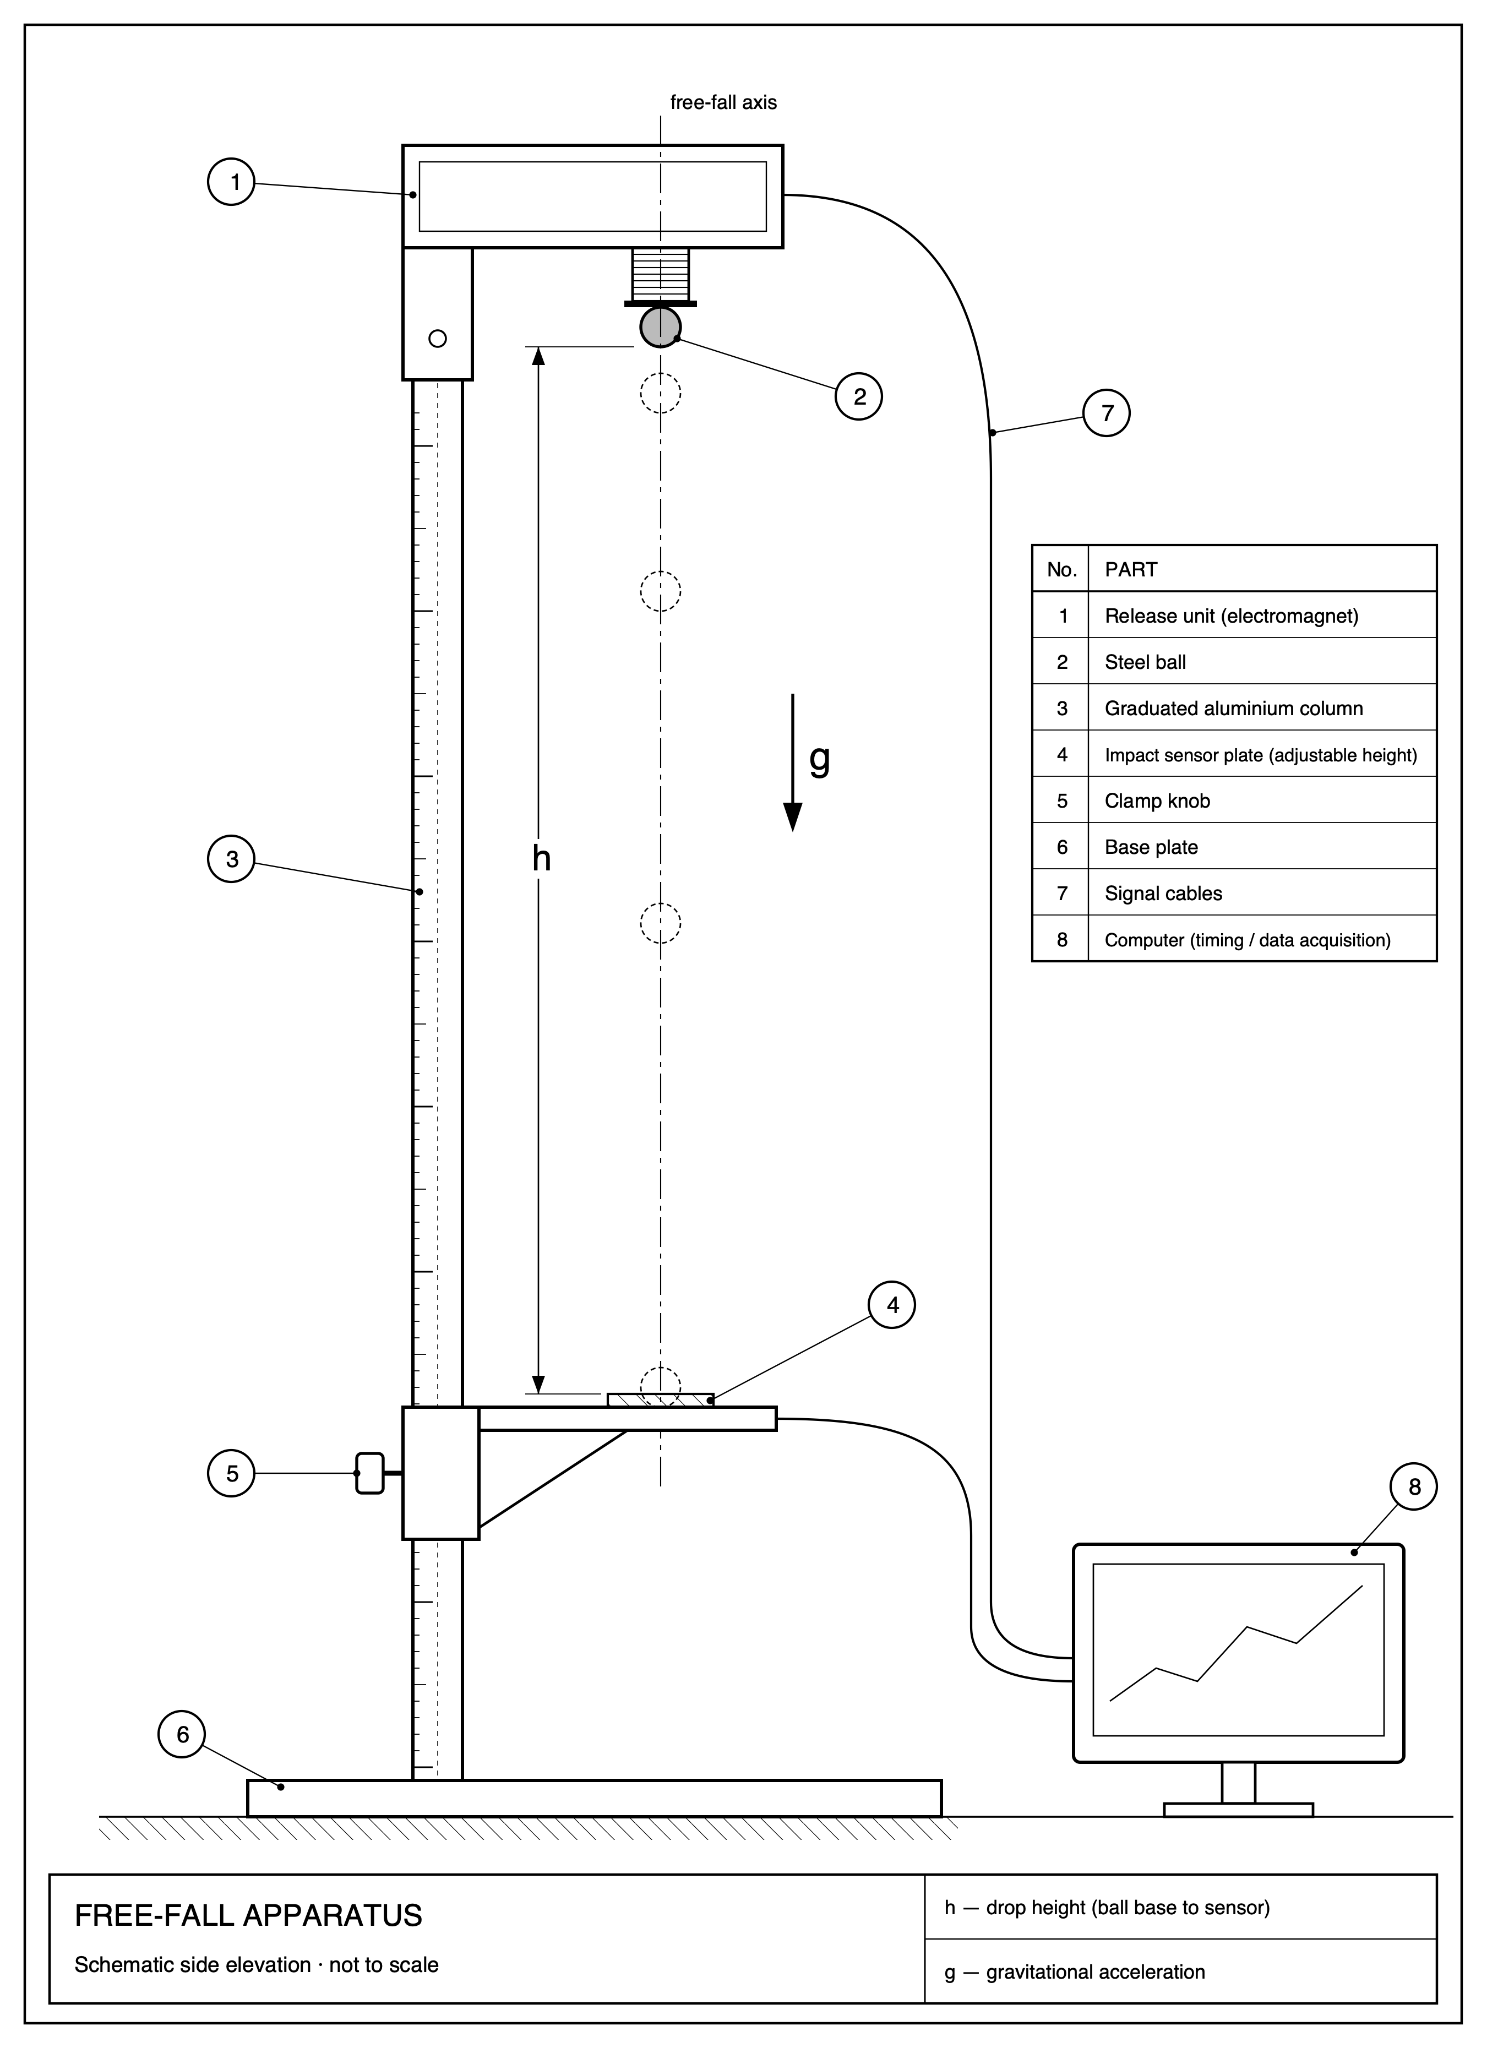 free-fall axis
1
2
7
No. PART
1 Release unit (electromagnet)
2 Steel ball
3 Graduated aluminium column
4 Impact sensor plate (adjustable height)
5 Clamp knob
6 Base plate
7 Signal cables
8 Computer (timing / data acquisition)
g
h
3
4
5
8
6
FREE-FALL APPARATUS
Schematic side elevation · not to scale
h — drop height (ball base to sensor)
g — gravitational acceleration